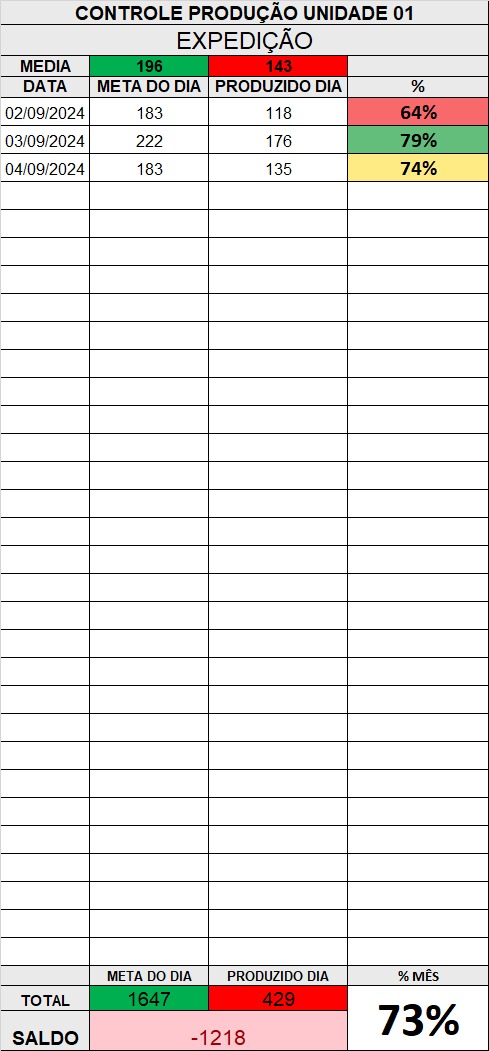 CONTROLE PRODUÇÃO UNIDADE 01
EXPEDIÇÃO
MEDIA 196 143
DATA META DO DIA PRODUZIDO DIA %
02/09/2024 183 118 64%
03/09/2024 222 176 79%
04/09/2024 183 135 74%
META DO DIA PRODUZIDO DIA % MÊS
TOTAL 1647 429 73%
SALDO -1218